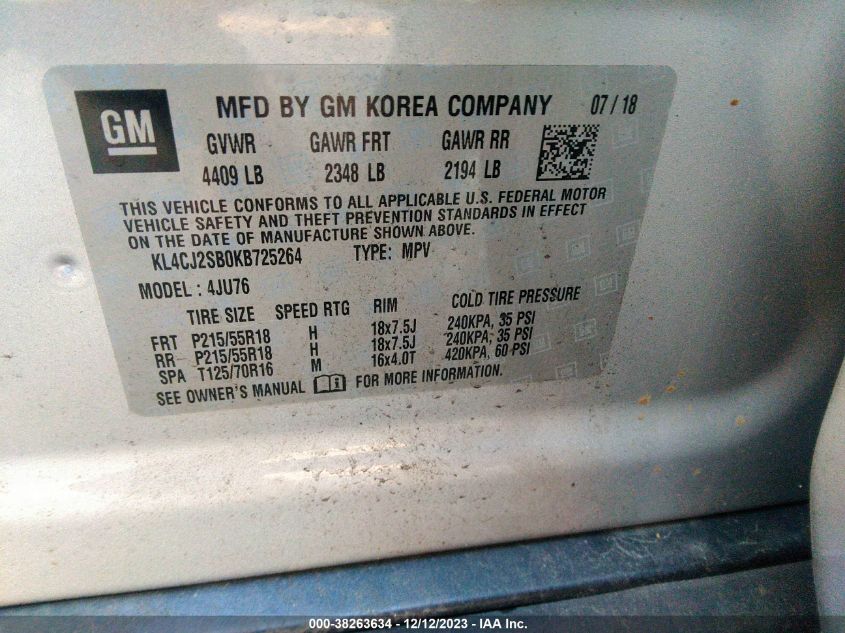 GM
MFD BY GM KOREA COMPANY 07/18
GVWR GAWR FRT GAWR RR
4409 LB 2348 LB 2194 LB
THIS VEHICLE CONFORMS TO ALL APPLICABLE U.S. FEDERAL MOTOR
VEHICLE SAFETY AND THEFT PREVENTION STANDARDS IN EFFECT
ON THE DATE OF MANUFACTURE SHOWN ABOVE.
KL4CJ2SB0KB725264 TYPE: MPV
MODEL : 4JU76
TIRE SIZE SPEED RTG RIM COLD TIRE PRESSURE
FRT P215/55R18 H 18x7.5J 240KPA, 35 PSI
RR P215/55R18 H 18x7.5J 240KPA, 35 PSI
SPA T125/70R16 M 16x4.0T 420KPA, 60 PSI
SEE OWNER'S MANUAL FOR MORE INFORMATION.
000-38263634 - 12/12/2023 - IAA Inc.